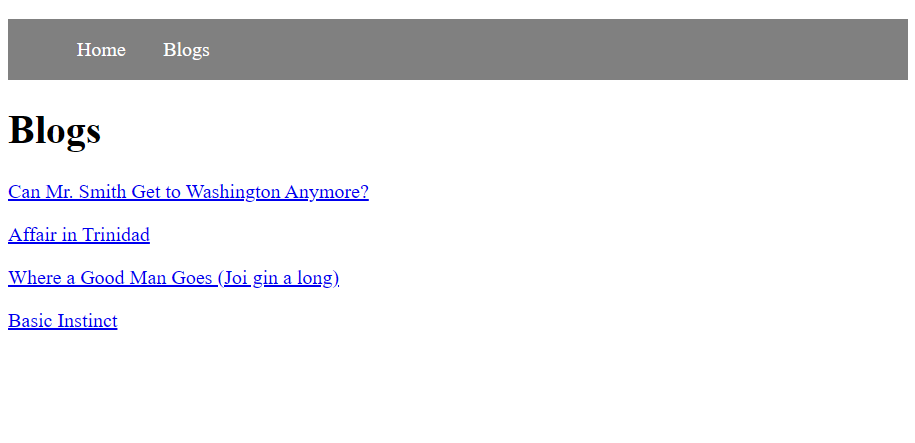 Home Blogs
Blogs
Can Mr. Smith Get to Washington Anymore?
Affair in Trinidad
Where a Good Man Goes (Joi gin a long)
Basic Instinct